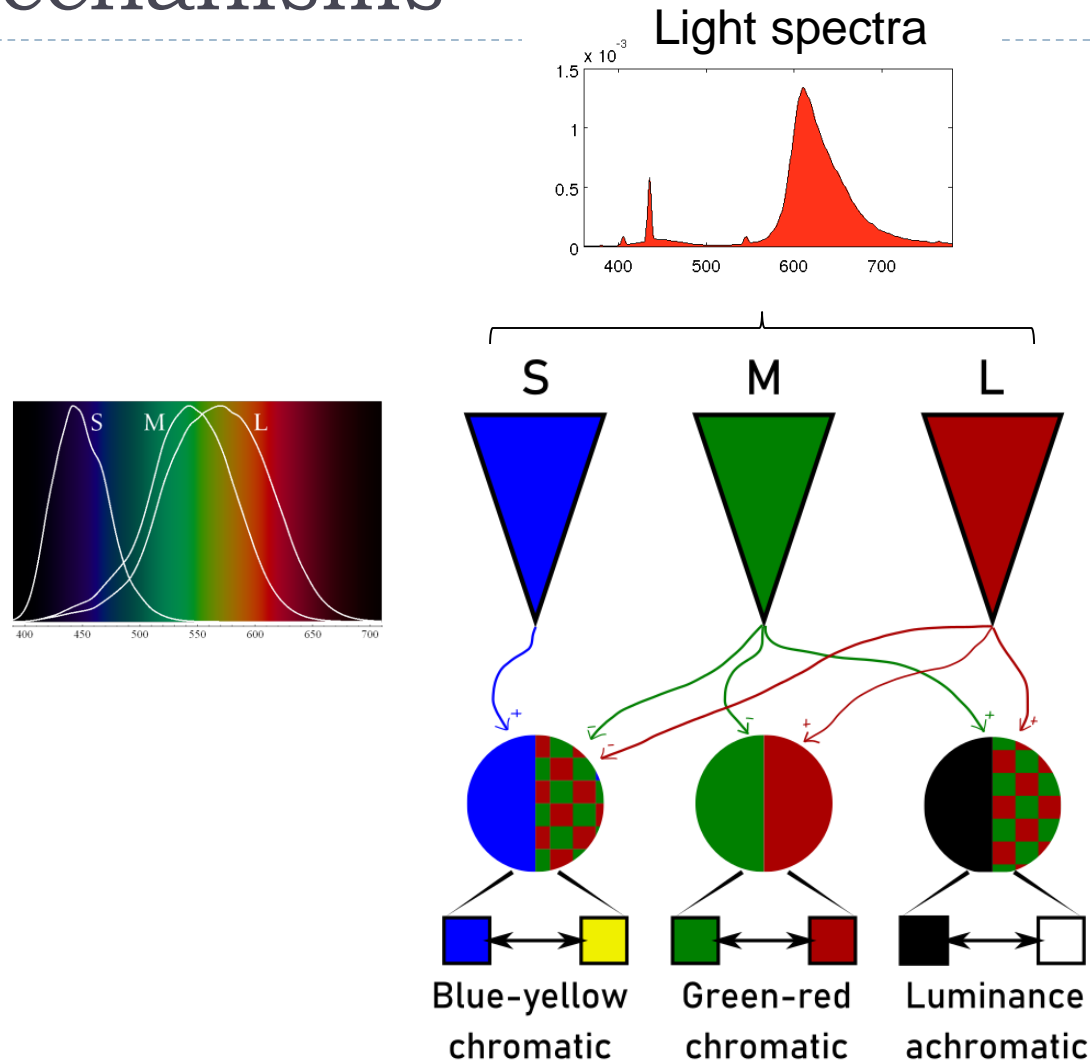 Light spectra
x 10-3
1.5
1
0.5
0
400 500 600 700
S M L
S M L
400 450 500 550 600 650 700
+ - - - + + +
Blue-yellow Green-red Luminance
chromatic chromatic achromatic